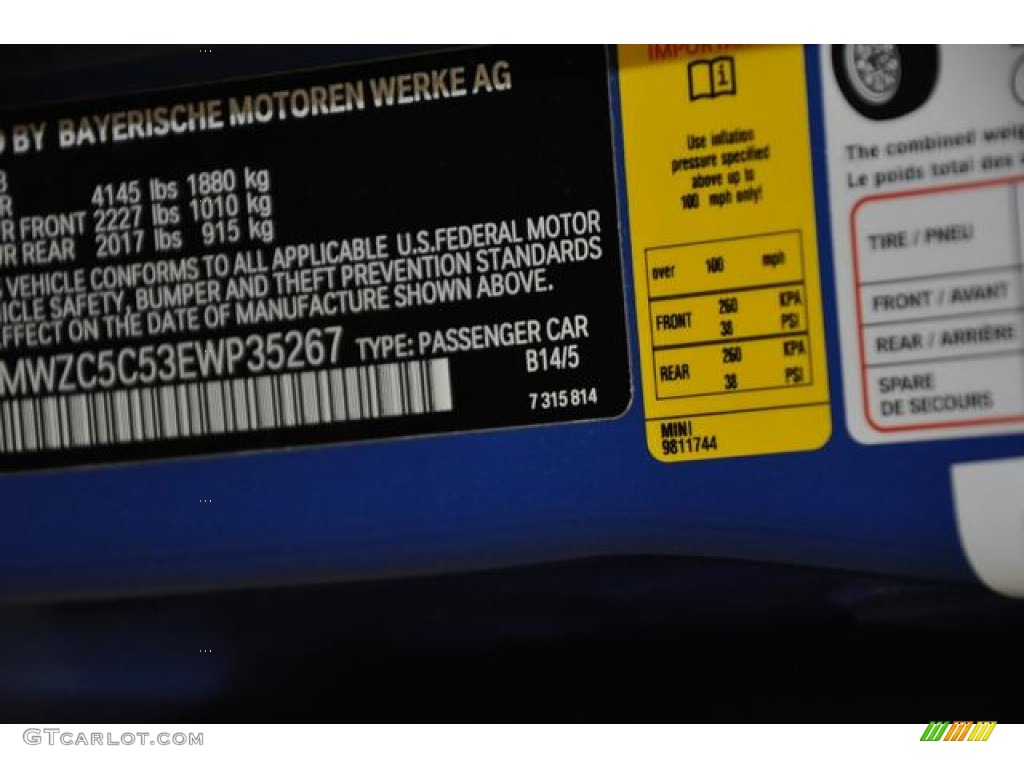 D BY BAYERISCHE MOTOREN WERKE AG
4145 lbs 1880 kg
R FRONT 2227 lbs 1010 kg
R REAR 2017 lbs 915 kg
VEHICLE CONFORMS TO ALL APPLICABLE U.S.FEDERAL MOTOR
ICLE SAFETY, BUMPER AND THEFT PREVENTION STANDARDS
EFFECT ON THE DATE OF MANUFACTURE SHOWN ABOVE.
MWZC5C53EWP35267 TYPE: PASSENGER CAR
B14/5
7 315 814
IMPORTAN
i
Use inflation
pressure specified
above up to
100 mph only!
over 100 mph
FRONT 260 KPA
38 PSI
REAR 260 KPA
38 PSI
MINI
9811744
The combined weig
Le poids total des
TIRE / PNEU
FRONT / AVANT
REAR / ARRIÈRE
SPARE
DE SECOURS
GTCARLOT.COM